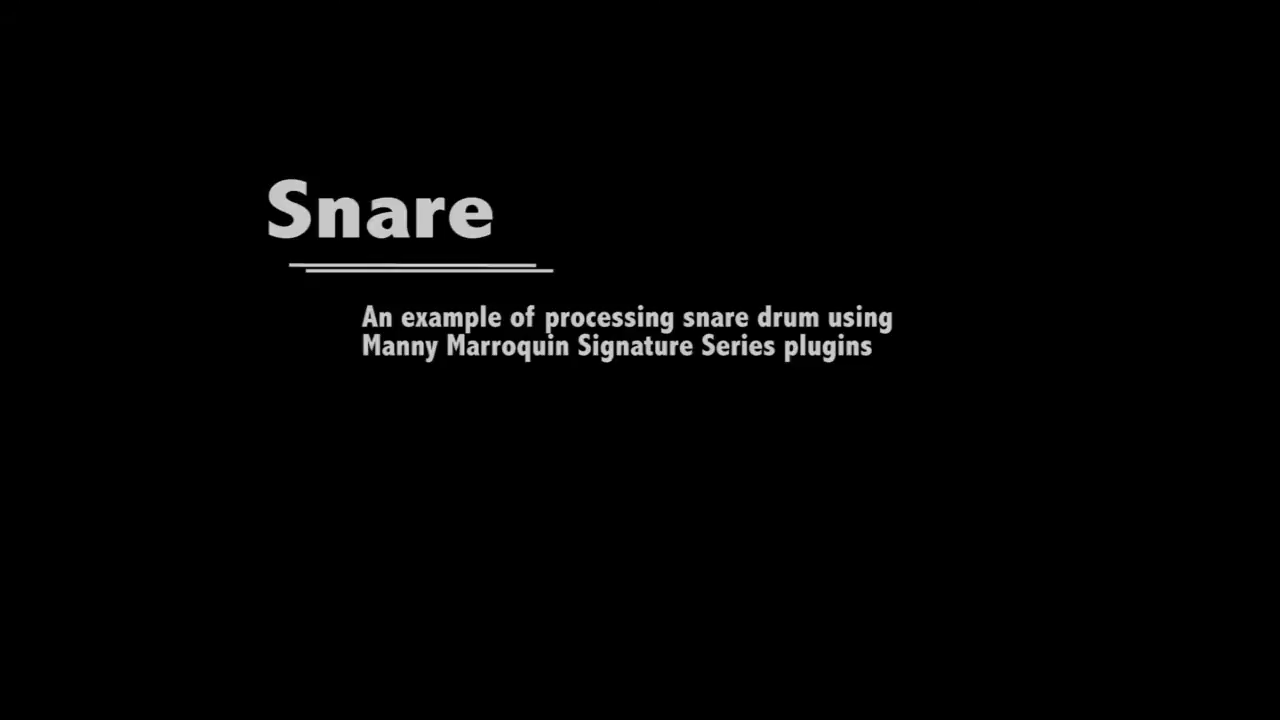 Snare
An example of processing snare drum using
Manny Marroquin Signature Series plugins